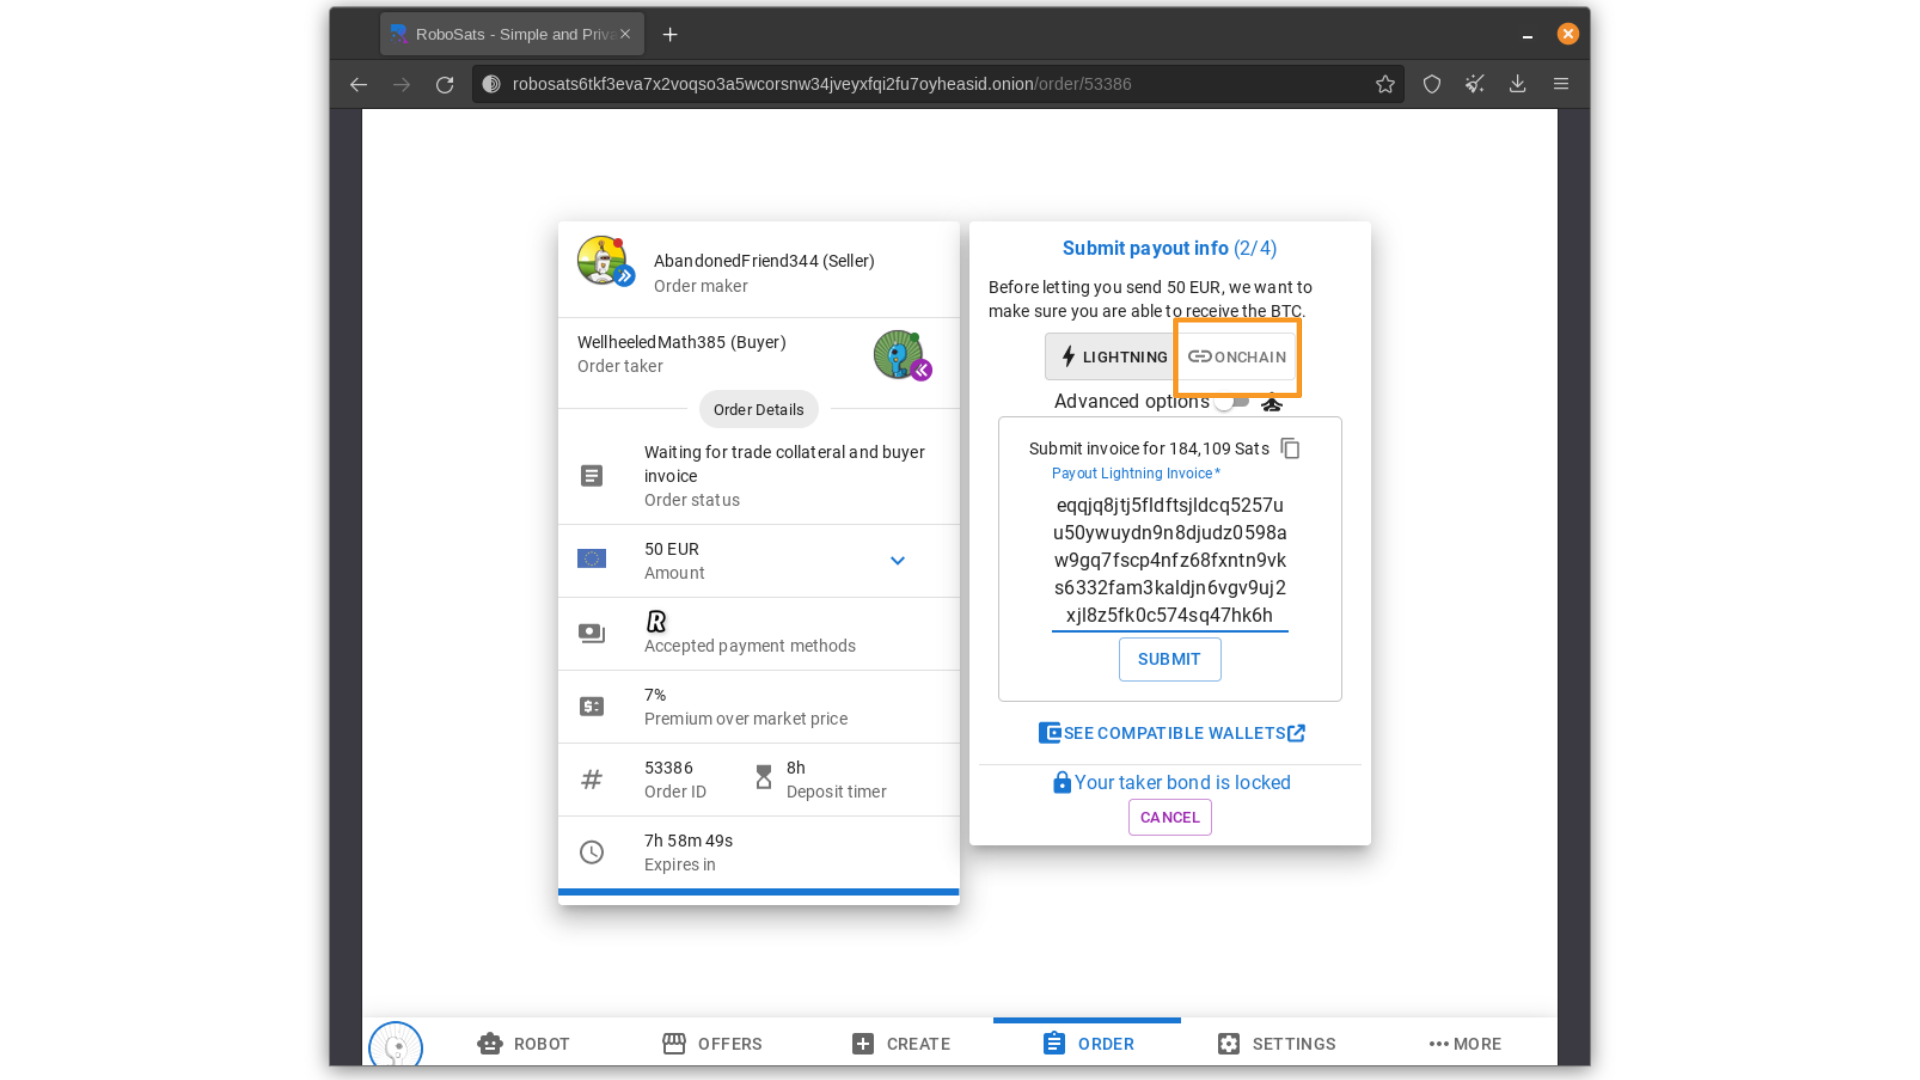 RoboSats - Simple and Priva
robosats6tkf3eva7x2voqso3a5wcorsnw34jveyxfqi2fu7oyheasid.onion/order/53386
AbandonedFriend344 (Seller)
Order maker
WellheeledMath385 (Buyer)
Order taker
Order Details
Waiting for trade collateral and buyer
invoice
Order status
50 EUR
Amount
R
Accepted payment methods
7%
Premium over market price
53386
Order ID
8h
Deposit timer
7h 58m 49s
Expires in
Submit payout info (2/4)
Before letting you send 50 EUR, we want to
make sure you are able to receive the BTC.
LIGHTNING
ONCHAIN
Advanced options
Submit invoice for 184,109 Sats
Payout Lightning Invoice *
eqqjq8jtj5fldftsjldcq5257u
u50ywuydn9n8djudz0598a
w9gq7fscp4nfz68fxntn9vk
s6332fam3kaldjn6vgv9uj2
xjl8z5fk0c574sq47hk6h
SUBMIT
SEE COMPATIBLE WALLETS
Your taker bond is locked
CANCEL
ROBOT
OFFERS
CREATE
ORDER
SETTINGS
MORE